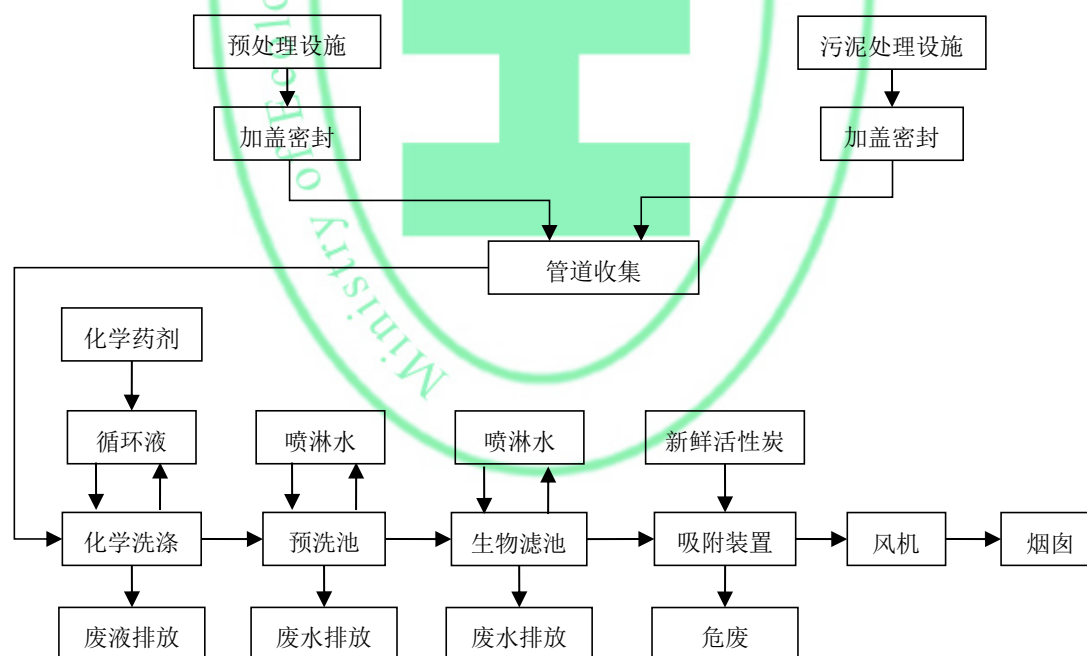 预处理设施
污泥处理设施
加盖密封
加盖密封
管道收集
化学药剂
循环液
喷淋水
喷淋水
新鲜活性炭
化学洗涤
预洗池
生物滤池
吸附装置
风机
烟囱
废液排放
废水排放
废水排放
危废
Ministry of Ecolo